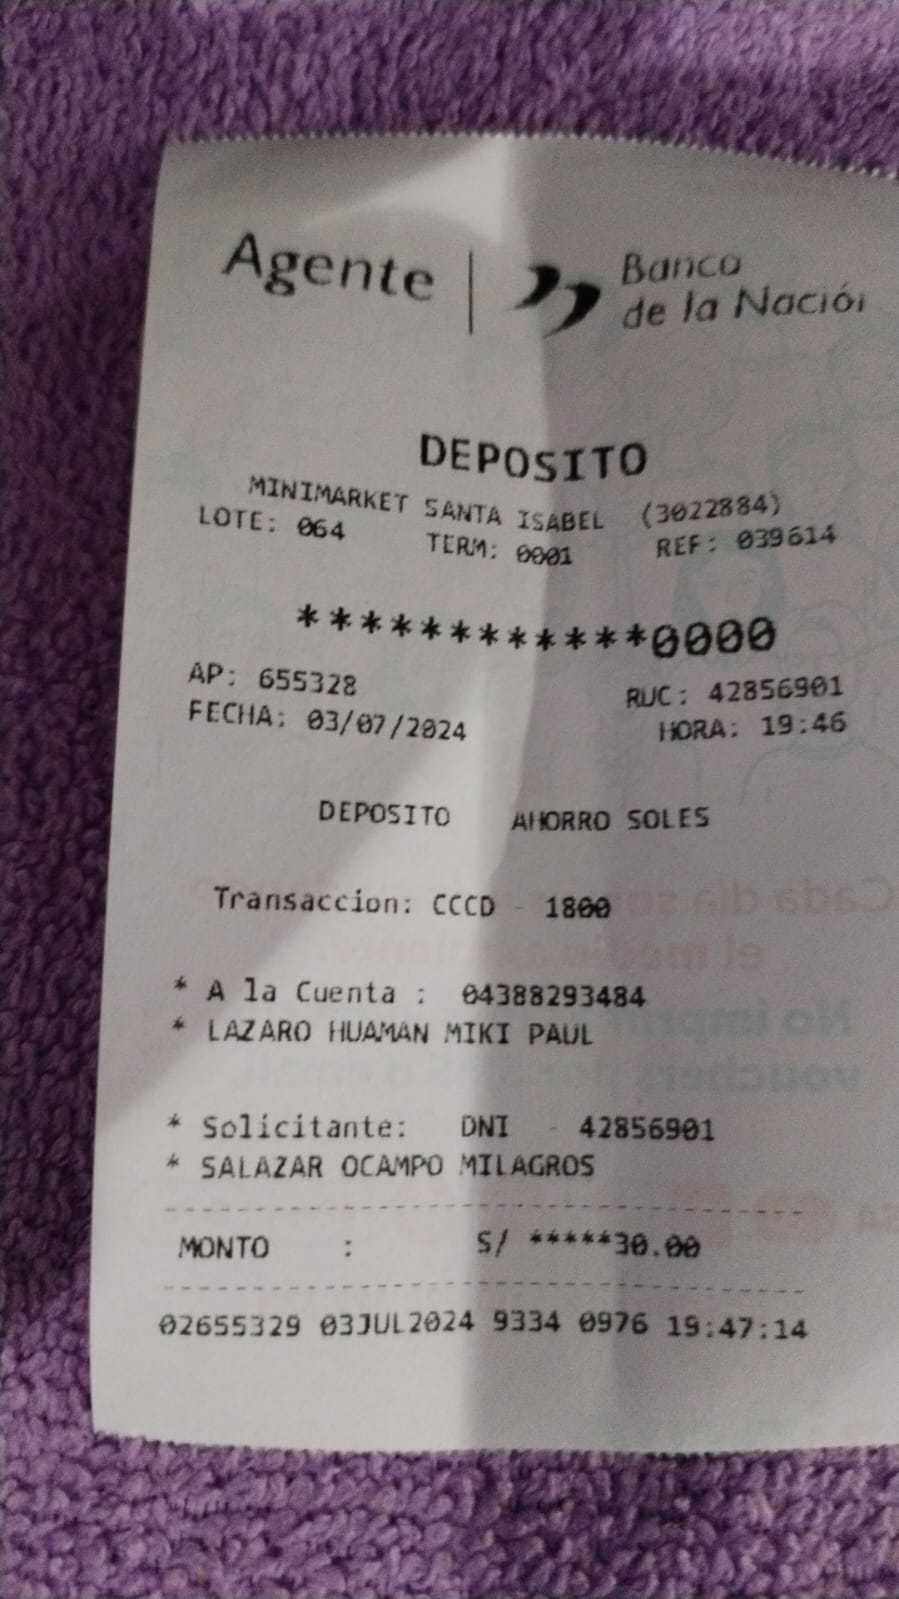 Agente | Banco
de la Nación
DEPOSITO
MINIMARKET SANTA ISABEL (3022884)
LOTE: 064 TERM: 0001 REF: 039614
************0000
AP: 655328 RUC: 42856901
FECHA: 03/07/2024 HORA: 19:46
DEPOSITO AHORRO SOLES
Transaccion: CCCD - 1800
* A la Cuenta : 04388293484
* LAZARO HUAMAN MIKI PAUL
* Solicitante: DNI - 42856901
* SALAZAR OCAMPO MILAGROS
MONTO : S/ *****30.00
02655329 03JUL2024 9334 0976 19:47:14